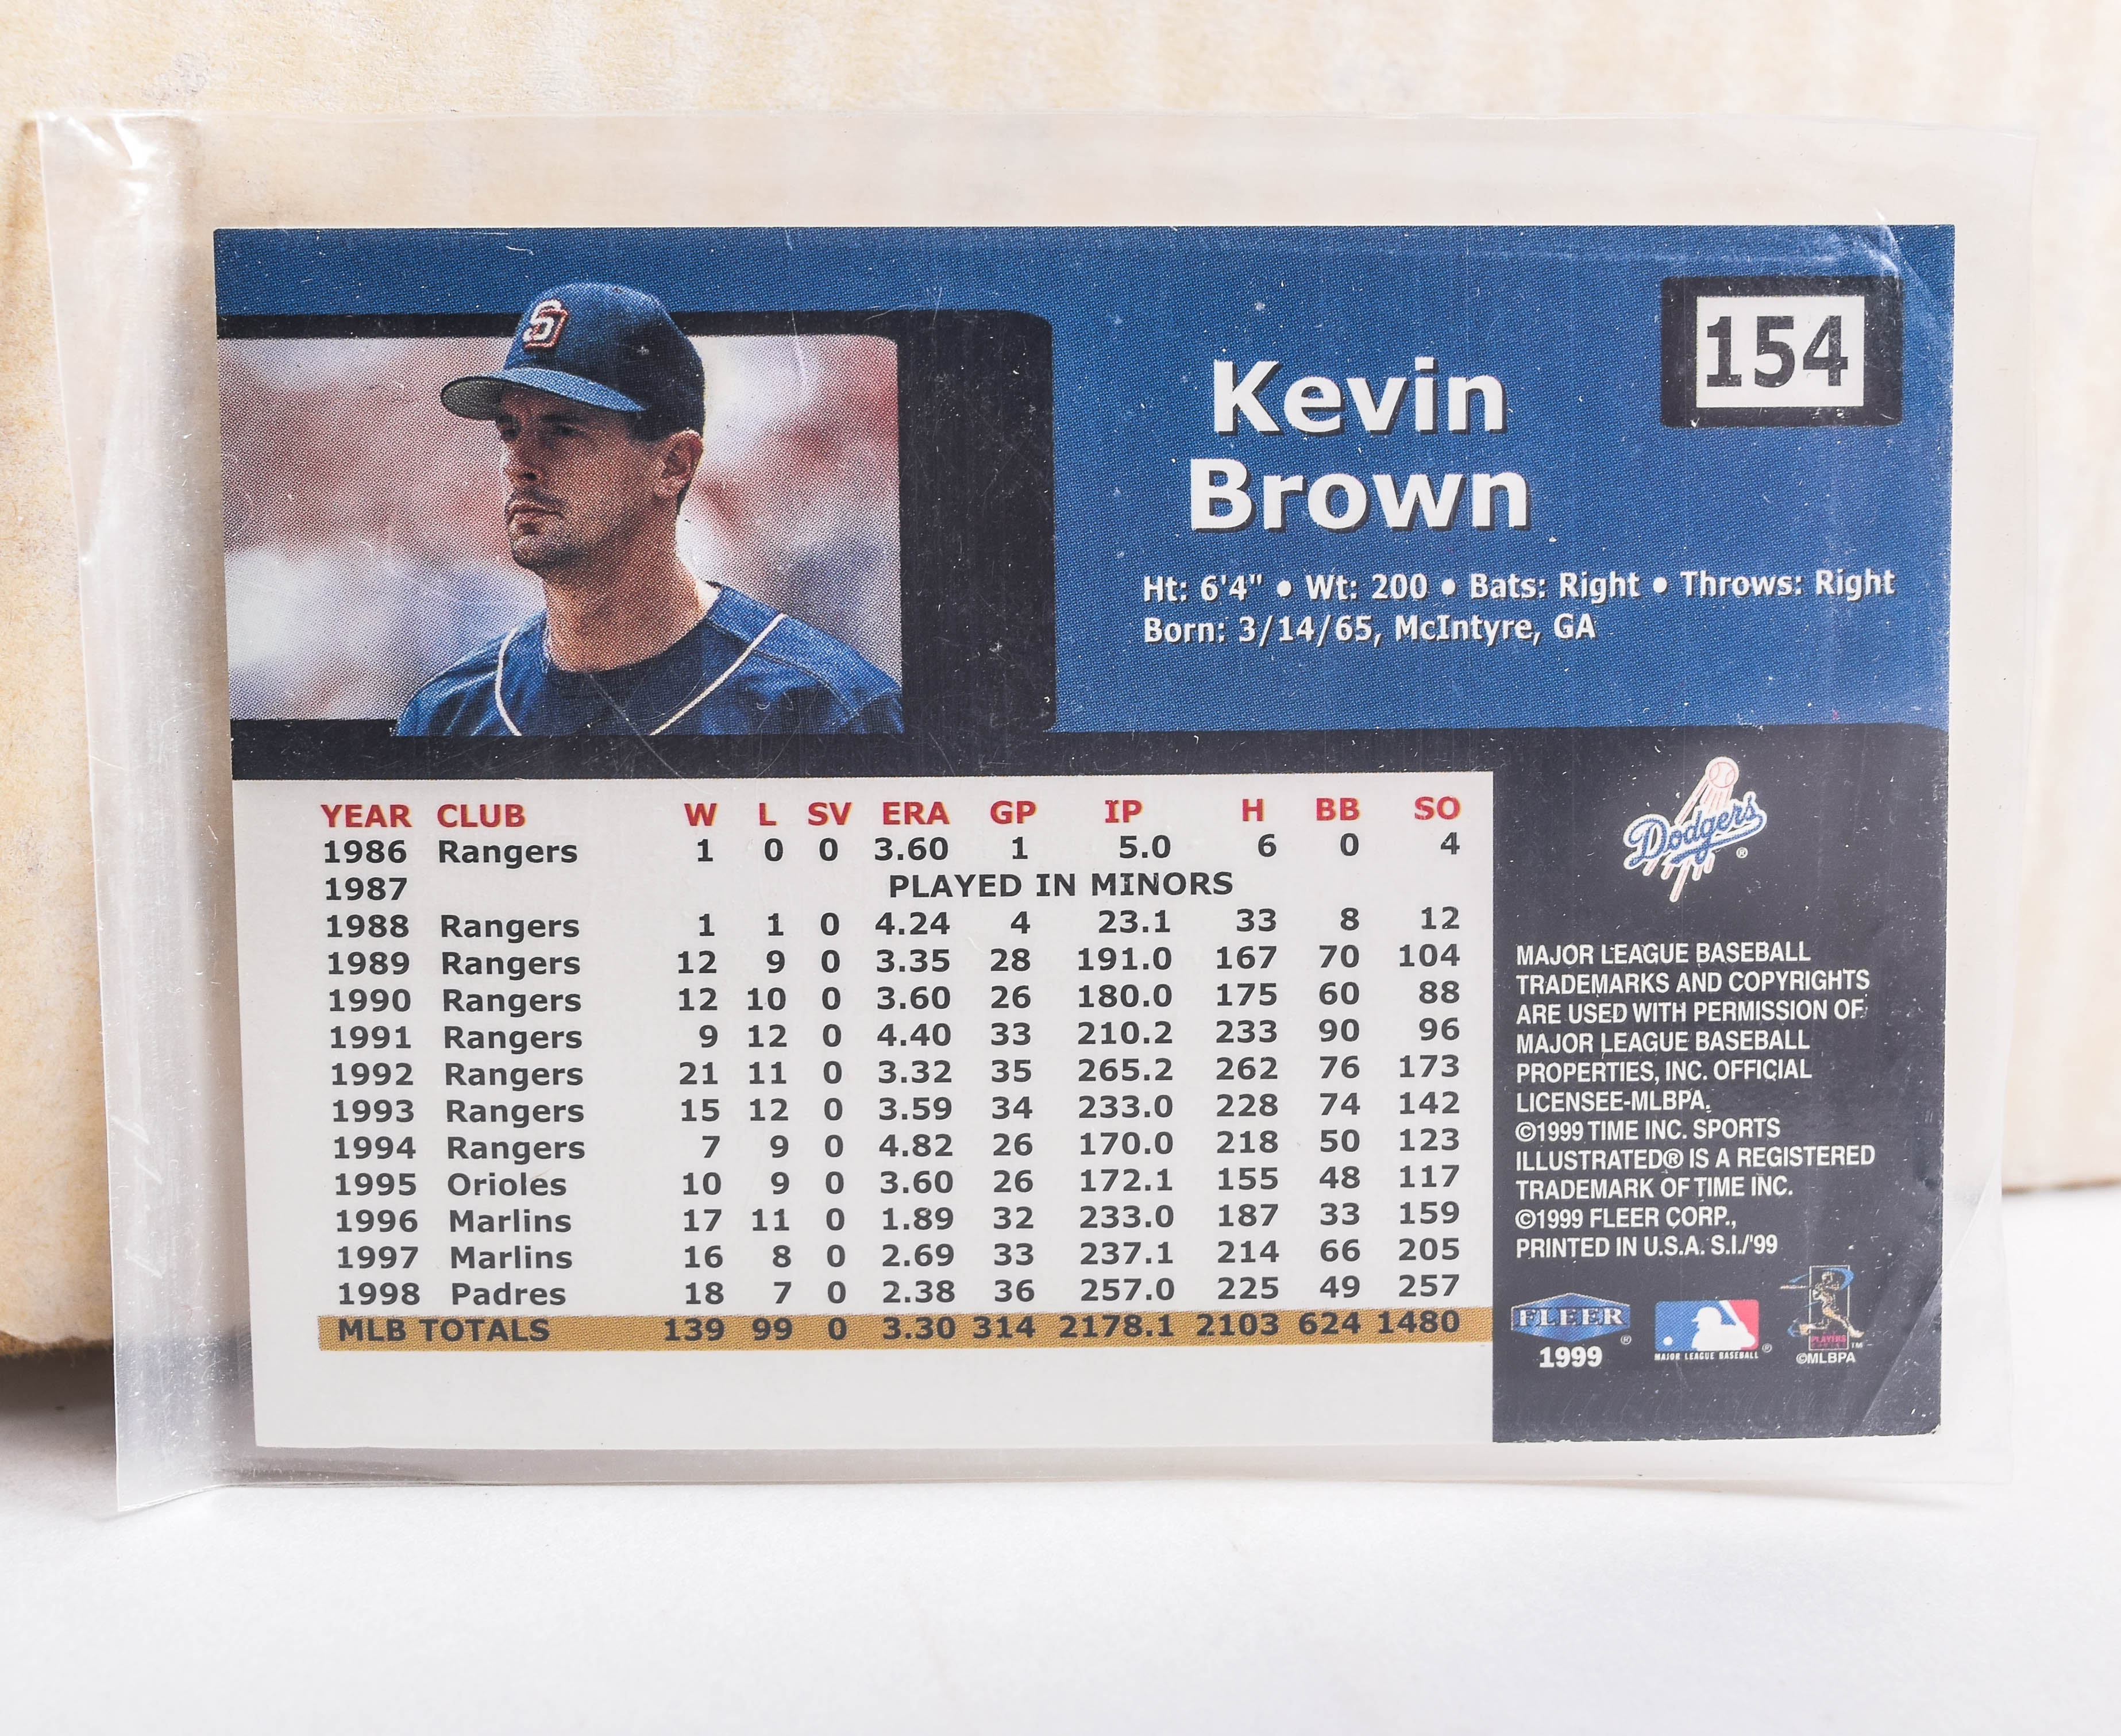 SD
Kevin
Brown
154
Ht: 6'4" • Wt: 200 • Bats: Right • Throws: Right
Born: 3/14/65, McIntyre, GA
YEAR CLUB W L SV ERA GP IP H BB SO
1986 Rangers 1 0 0 3.60 1 5.0 6 0 4
1987 PLAYED IN MINORS
1988 Rangers 1 1 0 4.24 4 23.1 33 8 12
1989 Rangers 12 9 0 3.35 28 191.0 167 70 104
1990 Rangers 12 10 0 3.60 26 180.0 175 60 88
1991 Rangers 9 12 0 4.40 33 210.2 233 90 96
1992 Rangers 21 11 0 3.32 35 265.2 262 76 173
1993 Rangers 15 12 0 3.59 34 233.0 228 74 142
1994 Rangers 7 9 0 4.82 26 170.0 218 50 123
1995 Orioles 10 9 0 3.60 26 172.1 155 48 117
1996 Marlins 17 11 0 1.89 32 233.0 187 33 159
1997 Marlins 16 8 0 2.69 33 237.1 214 66 205
1998 Padres 18 7 0 2.38 36 257.0 225 49 257
MLB TOTALS 139 99 0 3.30 314 2178.1 2103 624 1480
Dodgers ®
MAJOR LEAGUE BASEBALL
TRADEMARKS AND COPYRIGHTS
ARE USED WITH PERMISSION OF
MAJOR LEAGUE BASEBALL
PROPERTIES, INC. OFFICIAL
LICENSEE-MLBPA.
©1999 TIME INC. SPORTS
ILLUSTRATED® IS A REGISTERED
TRADEMARK OF TIME INC.
©1999 FLEER CORP.,
PRINTED IN U.S.A. S.I./'99
FLEER ®
1999
MAJOR LEAGUE BASEBALL ®
PLAYERS
TM
©MLBPA